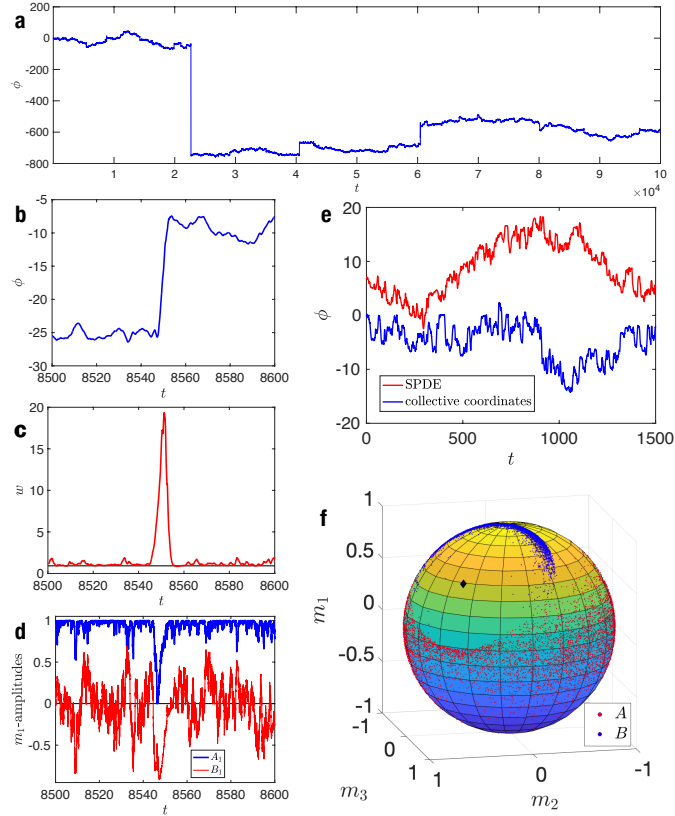 a
200
0
-200
-400
-600
800
ϕ
1 2 3 4 5 6 7 8 9 10
t
×10⁴
b
-5
-10
-15
-20
-25
-30
ϕ
8500 8520 8540 8560 8580 8600
t
c
20
15
10
5
0
w
8500 8520 8540 8560 8580 8600
t
d
1
0.5
0
-0.5
m₁-amplitudes
A₁
B₁
8500 8520 8540 8560 8580 8600
t
e
20
10
0
-10
-20
ϕ
SPDE
collective coordinates
0 500 1000 1500
t
f
1
0.5
0
-0.5
-1
m₁
-1
0
1
m₃
1 0 -1
m₂
A
B